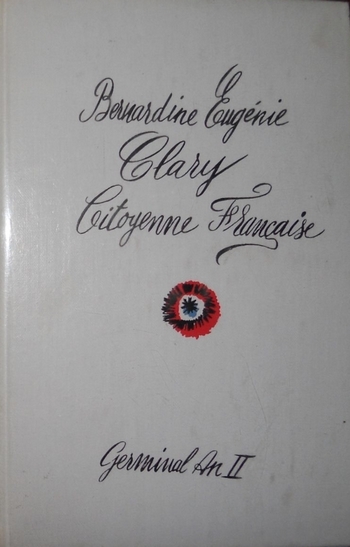 Bernardine Eugénie
Clary
Citoyenne Française
Germinal An II